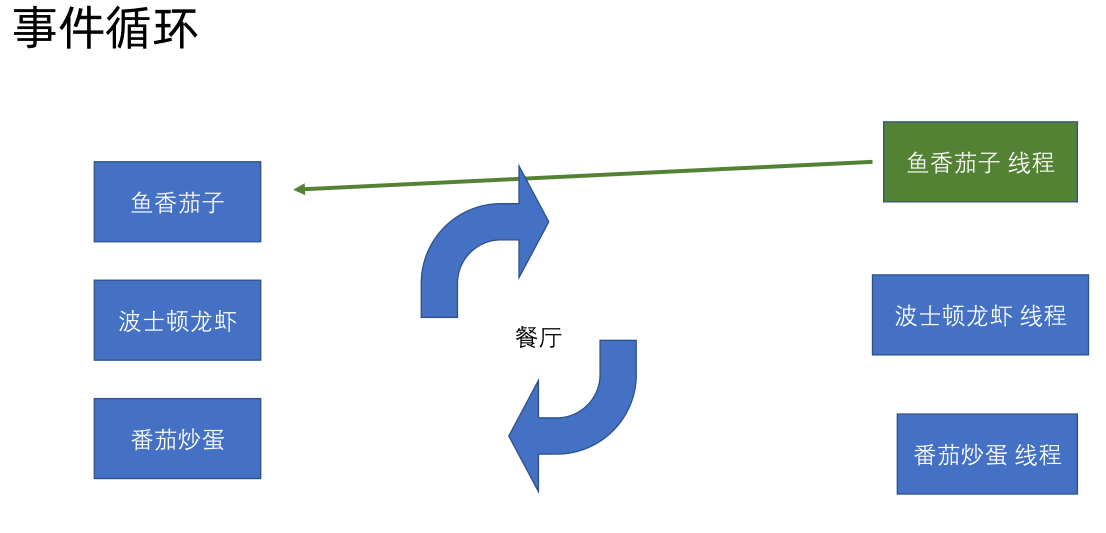 事件循环
鱼香茄子
波士顿龙虾
番茄炒蛋
餐厅
鱼香茄子 线程
波士顿龙虾 线程
番茄炒蛋 线程